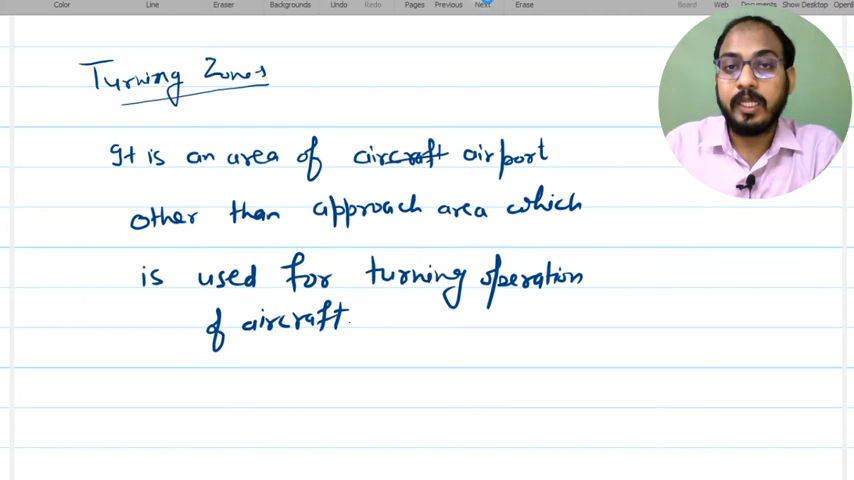 Color Line Eraser Backgrounds Undo Redo Pages Previous Next Erase Board Web Documents Show Desktop
Turning Zones
It is an area of aircraft airport
other than approach area which
is used for turning operation
of aircraft.